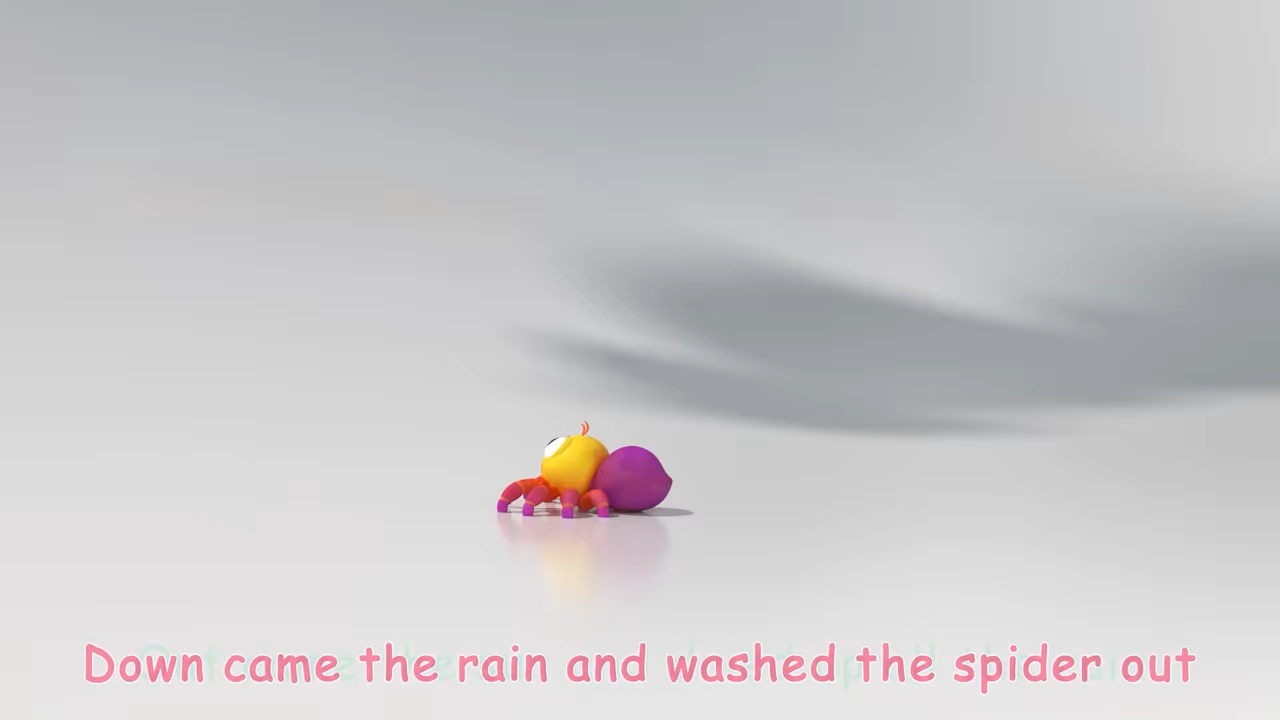 Down came the rain and washed the spider out